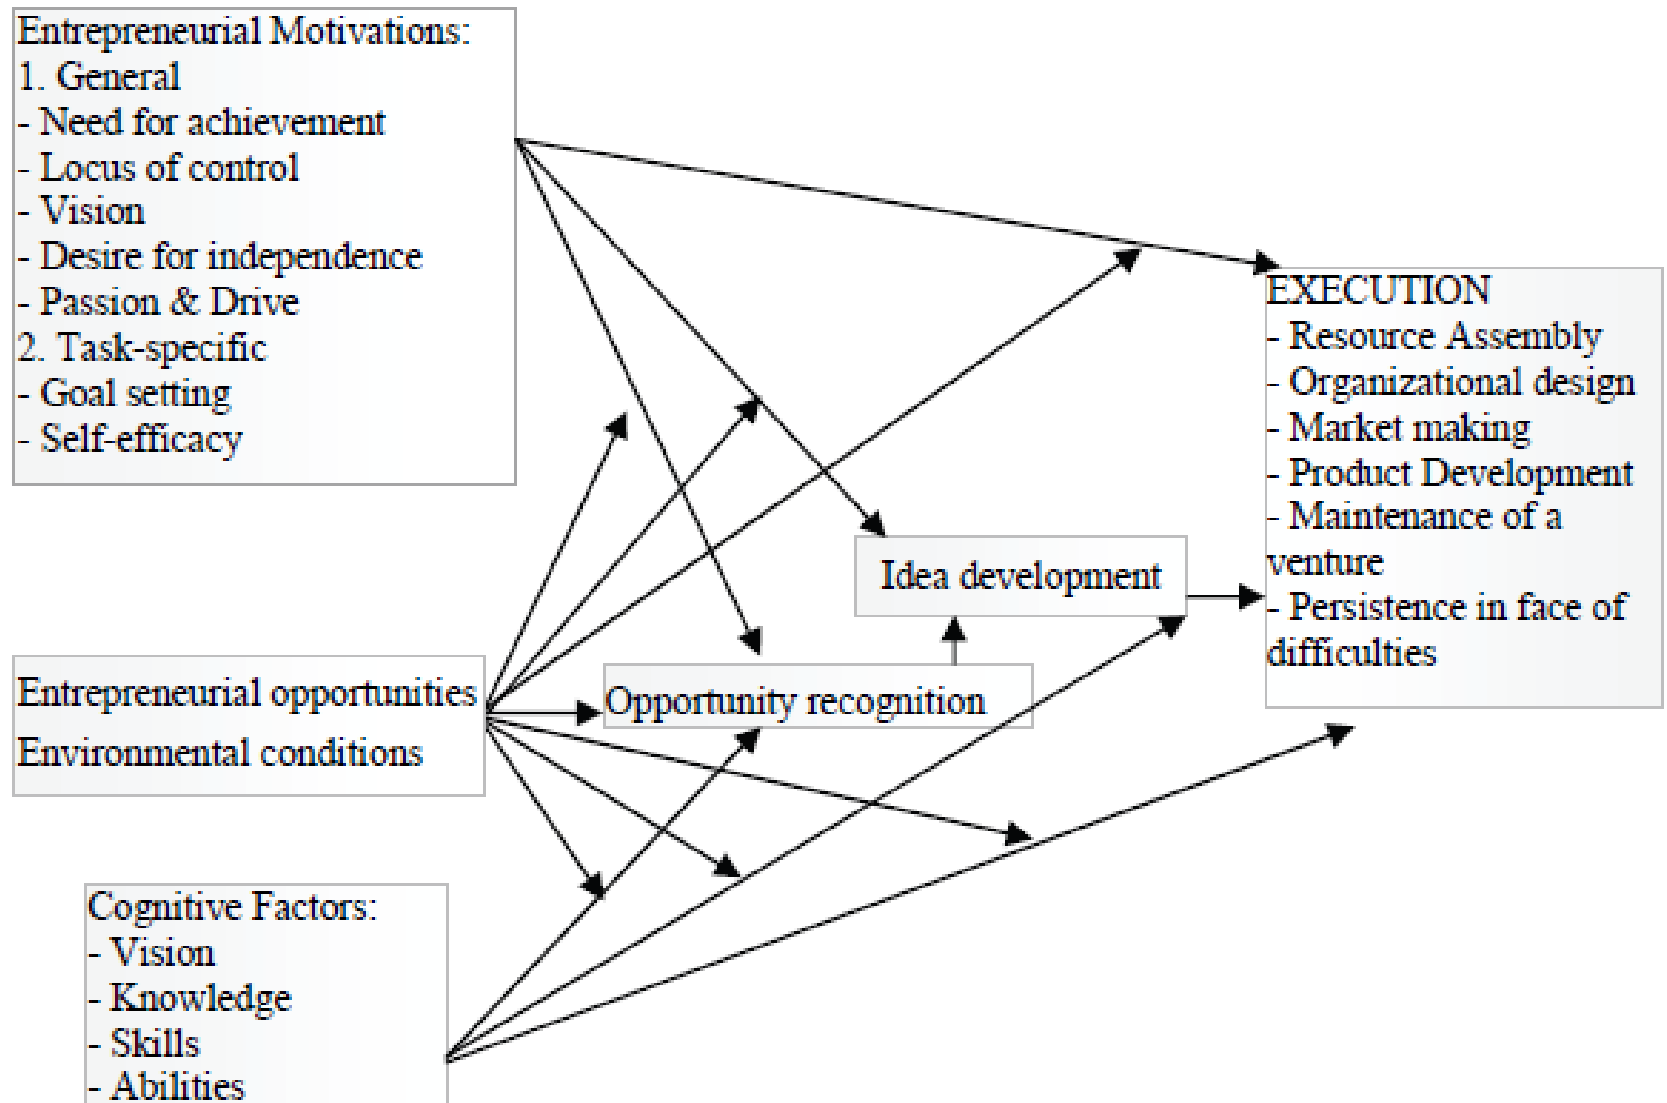 Entrepreneurial Motivations:
1. General
- Need for achievement
- Locus of control
- Vision
- Desire for independence
- Passion & Drive
2. Task-specific
- Goal setting
- Self-efficacy
EXECUTION
- Resource Assembly
- Organizational design
- Market making
- Product Development
- Maintenance of a
venture
- Persistence in face of
difficulties
Idea development
Opportunity recognition
Entrepreneurial opportunities
Environmental conditions
Cognitive Factors:
- Vision
- Knowledge
- Skills
- Abilities